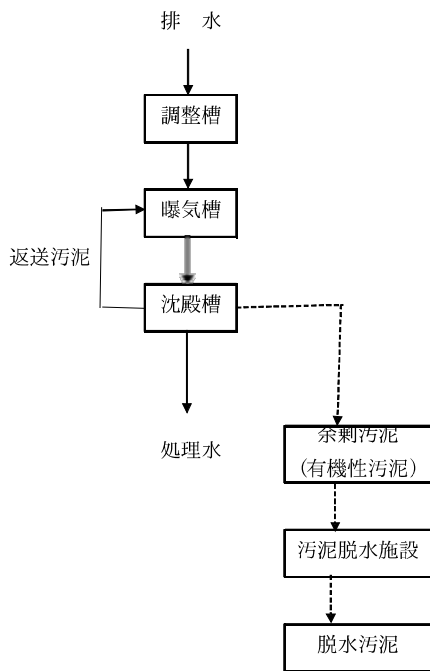 排　水
調整槽
曝気槽
返送汚泥
沈殿槽
処理水
余剰汚泥
(有機性汚泥）
汚泥脱水施設
脱水汚泥